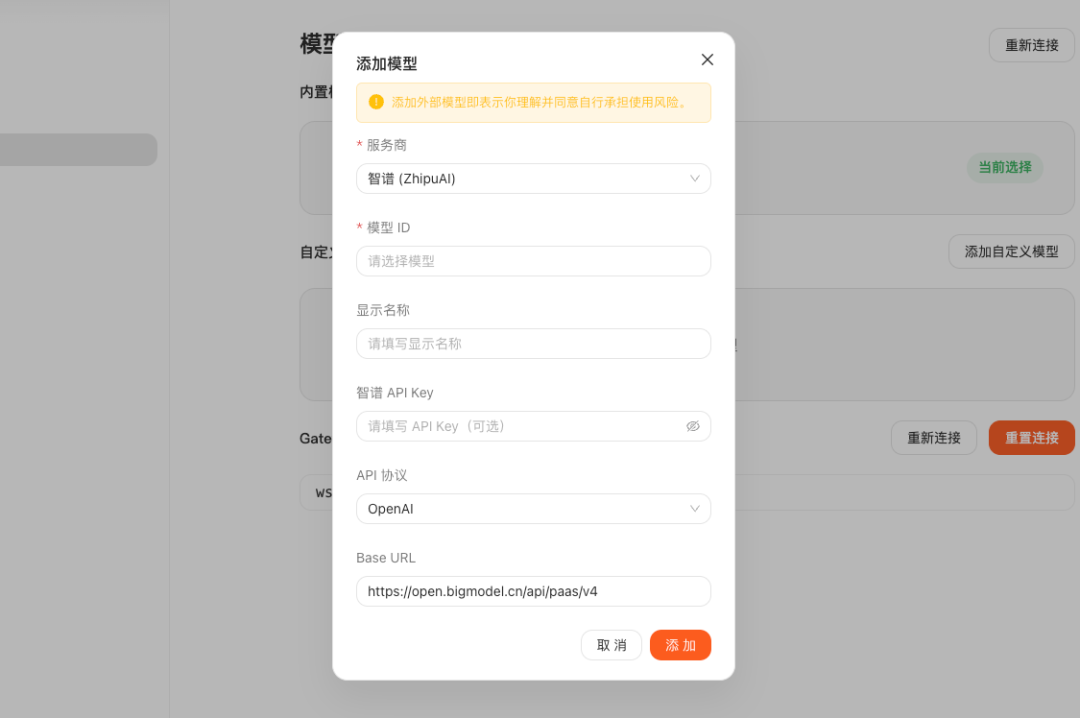 模型
重新连接
添加模型
内置
添加外部模型即表示你理解并同意自行承担使用风险。
* 服务商
智谱 (ZhipuAI)
当前选择
* 模型 ID
请选择模型
自定
添加自定义模型
显示名称
请填写显示名称
智谱 API Key
请填写 API Key（可选）
Gate
重新连接
重置连接
API 协议
WS
OpenAI
Base URL
https://open.bigmodel.cn/api/paas/v4
取 消
添 加